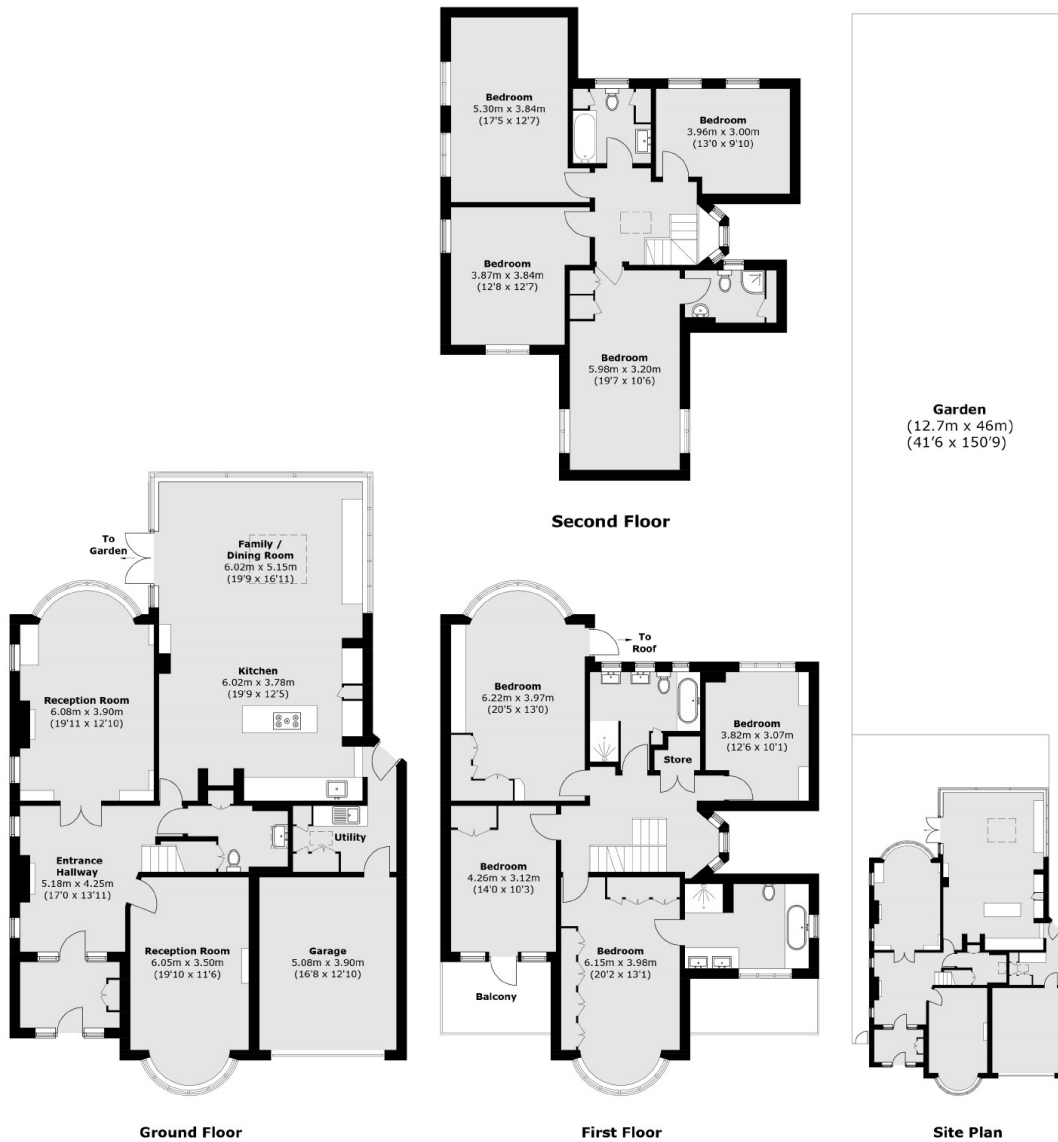 Bedroom
5.30m x 3.84m
(17'5 x 12'7)
Bedroom
3.96m x 3.00m
(13'0 x 9'10)
Bedroom
3.87m x 3.84m
(12'8 x 12'7)
Bedroom
5.98m x 3.20m
(19'7 x 10'6)
Second Floor
Garden
(12.7m x 46m)
(41'6 x 150'9)
To
Garden
Family /
Dining Room
6.02m x 5.15m
(19'9 x 16'11)
Kitchen
6.02m x 3.78m
(19'9 x 12'5)
Reception Room
6.08m x 3.90m
(19'11 x 12'10)
Utility
Entrance
Hallway
5.18m x 4.25m
(17'0 x 13'11)
Reception Room
6.05m x 3.50m
(19'10 x 11'6)
Garage
5.08m x 3.90m
(16'8 x 12'10)
Ground Floor
To
Roof
Bedroom
6.22m x 3.97m
(20'5 x 13'0)
Bedroom
3.82m x 3.07m
(12'6 x 10'1)
Store
Bedroom
4.26m x 3.12m
(14'0 x 10'3)
Bedroom
6.15m x 3.98m
(20'2 x 13'1)
Balcony
First Floor
Site Plan